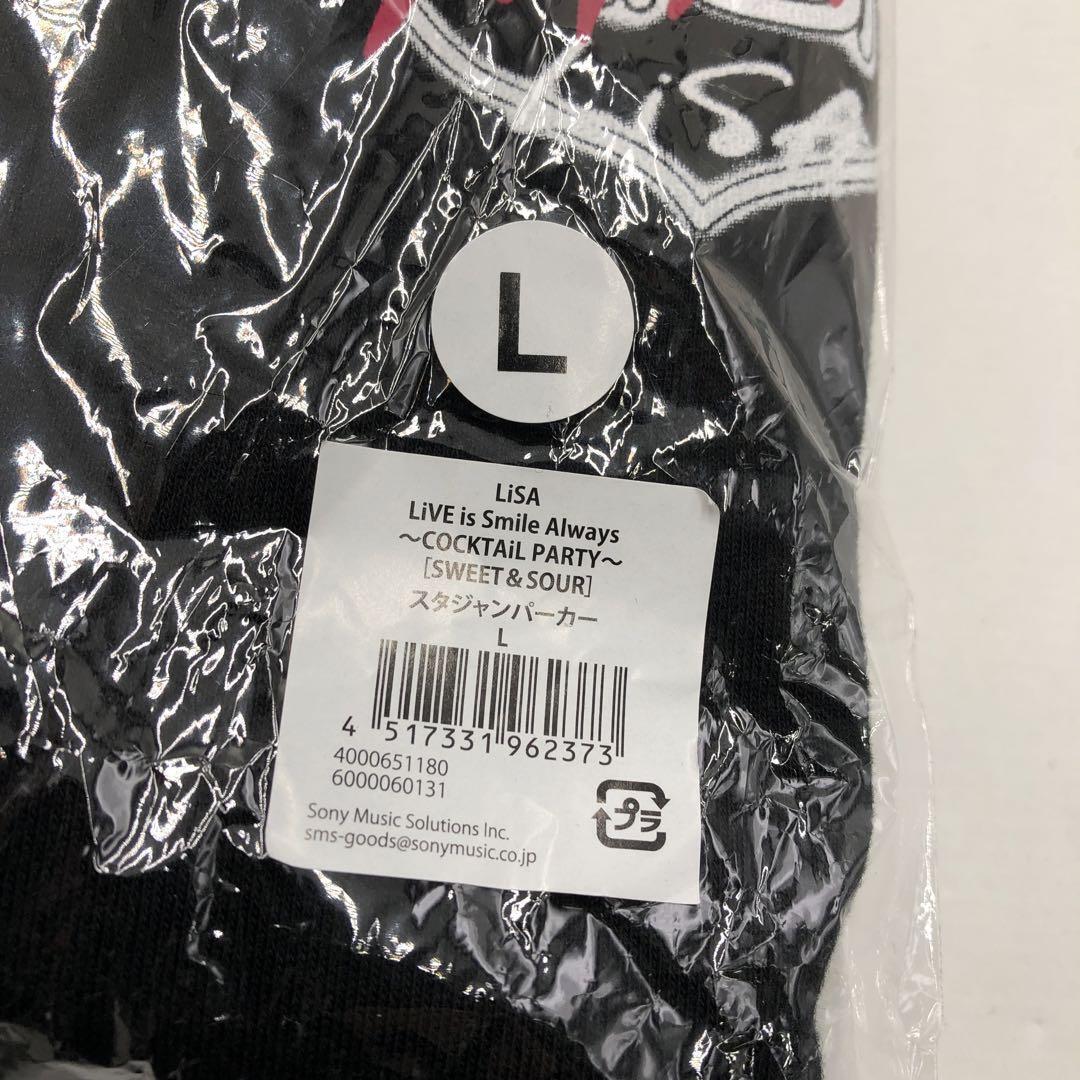 iS
L
LiSA
LiVE is Smile Always
～COCKTAiL PARTY～
[SWEET & SOUR]
スタジャンパーカー
L
4 517331 962373
4000651180
6000060131
プラ
Sony Music Solutions Inc.
sms-goods@sonymusic.co.jp